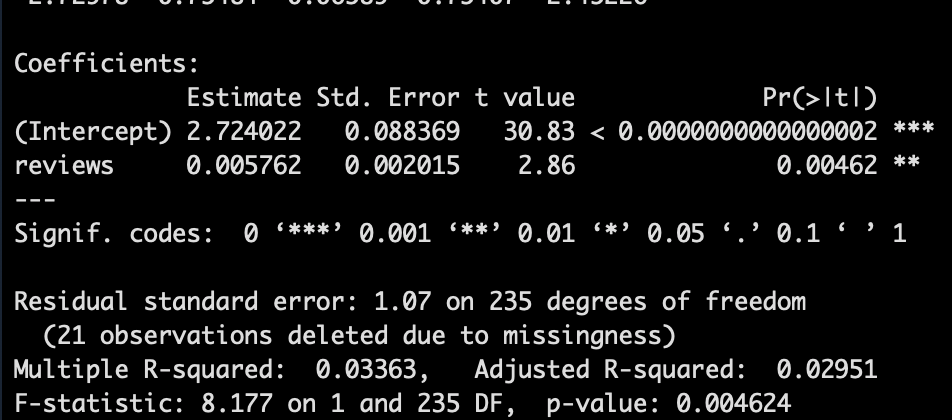 Coefficients:
Estimate Std. Error t value Pr(>|t|)
(Intercept) 2.724022 0.088369 30.83 < 0.0000000000000002 ***
reviews 0.005762 0.002015 2.86 0.00462 **
---
Signif. codes: 0 ‘***’ 0.001 ‘**’ 0.01 ‘*’ 0.05 ‘.’ 0.1 ‘ ’ 1
Residual standard error: 1.07 on 235 degrees of freedom
(21 observations deleted due to missingness)
Multiple R-squared: 0.03363, Adjusted R-squared: 0.02951
F-statistic: 8.177 on 1 and 235 DF, p-value: 0.004624